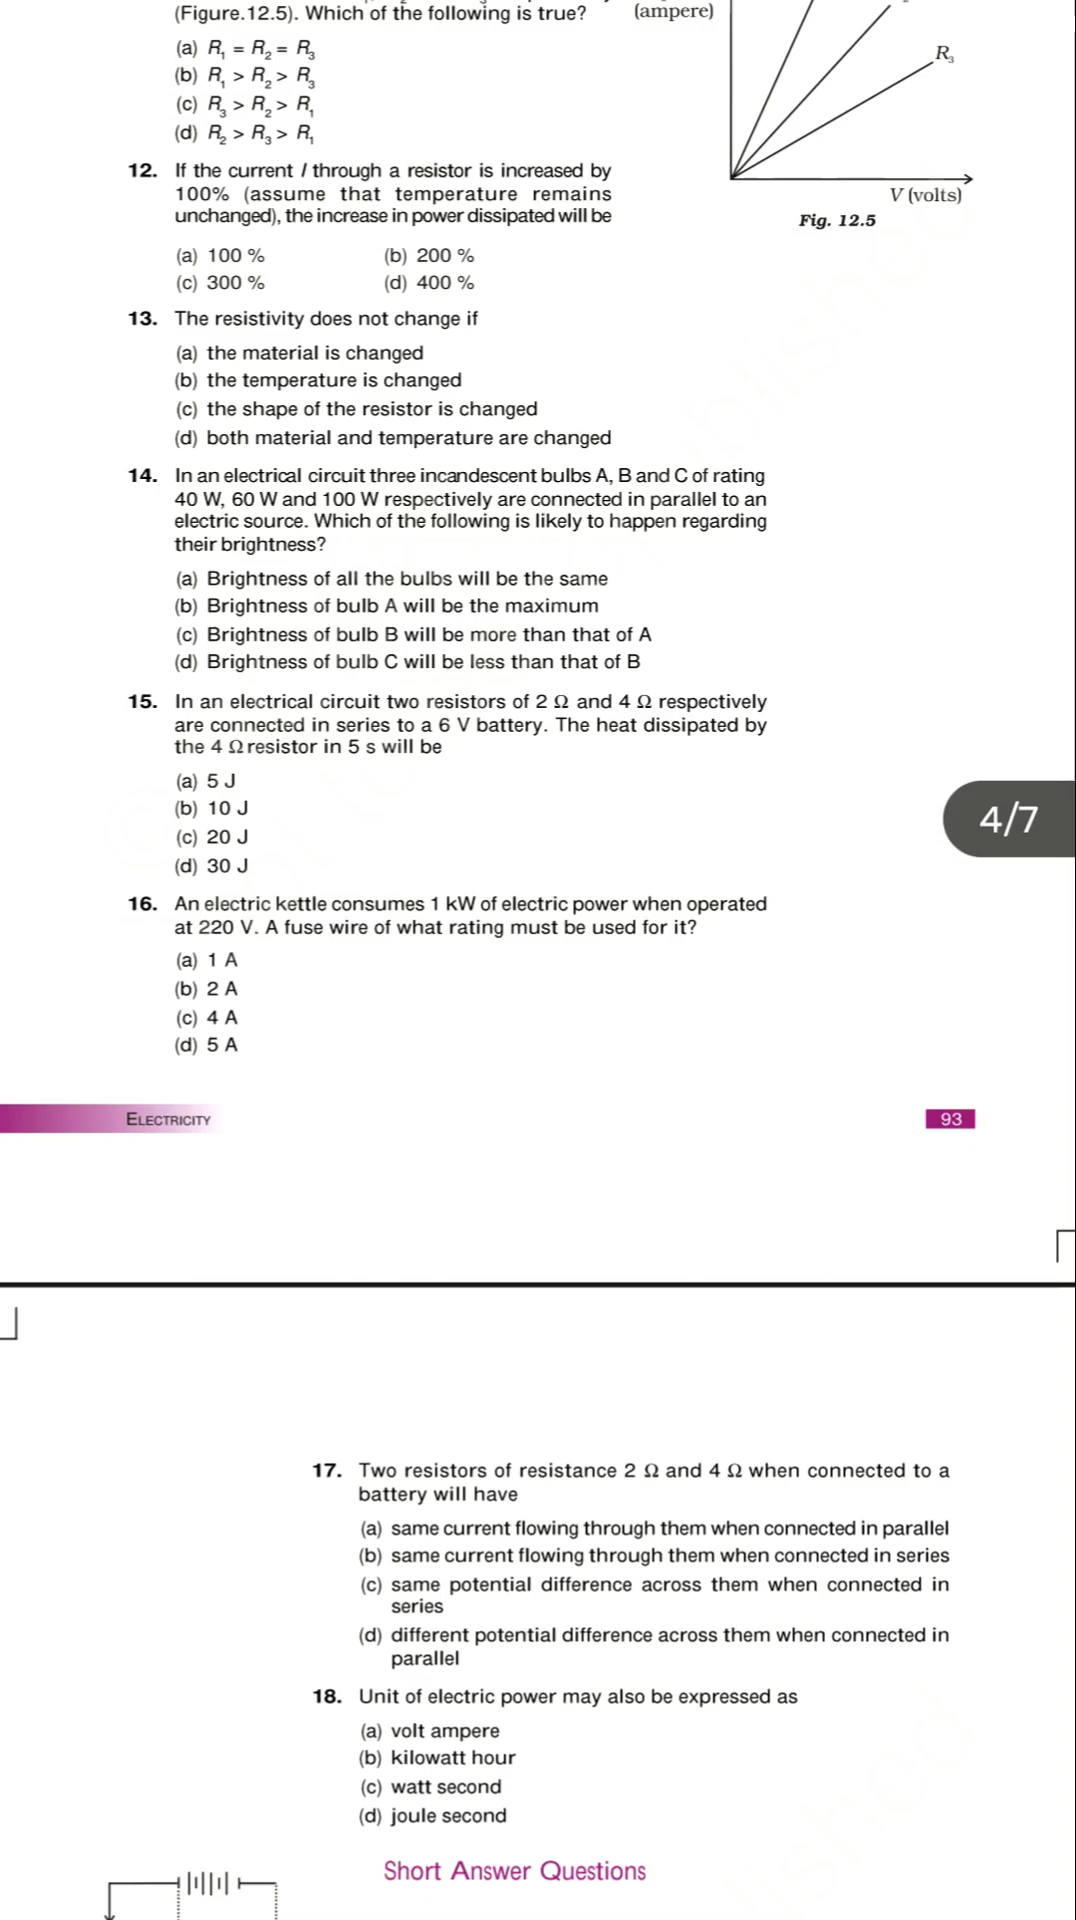 (Figure.12.5). Which of the following is true?
(ampere)
(a) R₁ = R₂ = R₃
(b) R₁ > R₂ > R₃
(c) R₃ > R₂ > R₁
(d) R₂ > R₃ > R₁
R₃
V (volts)
Fig. 12.5
12. If the current I through a resistor is increased by
100% (assume that temperature remains
unchanged), the increase in power dissipated will be
(a) 100 % (b) 200 %
(c) 300 % (d) 400 %
13. The resistivity does not change if
(a) the material is changed
(b) the temperature is changed
(c) the shape of the resistor is changed
(d) both material and temperature are changed
14. In an electrical circuit three incandescent bulbs A, B and C of rating
40 W, 60 W and 100 W respectively are connected in parallel to an
electric source. Which of the following is likely to happen regarding
their brightness?
(a) Brightness of all the bulbs will be the same
(b) Brightness of bulb A will be the maximum
(c) Brightness of bulb B will be more than that of A
(d) Brightness of bulb C will be less than that of B
15. In an electrical circuit two resistors of 2 Ω and 4 Ω respectively
are connected in series to a 6 V battery. The heat dissipated by
the 4 Ω resistor in 5 s will be
(a) 5 J
(b) 10 J
(c) 20 J
(d) 30 J
4/7
16. An electric kettle consumes 1 kW of electric power when operated
at 220 V. A fuse wire of what rating must be used for it?
(a) 1 A
(b) 2 A
(c) 4 A
(d) 5 A
ELECTRICITY
93
17. Two resistors of resistance 2 Ω and 4 Ω when connected to a
battery will have
(a) same current flowing through them when connected in parallel
(b) same current flowing through them when connected in series
(c) same potential difference across them when connected in
series
(d) different potential difference across them when connected in
parallel
18. Unit of electric power may also be expressed as
(a) volt ampere
(b) kilowatt hour
(c) watt second
(d) joule second
Short Answer Questions